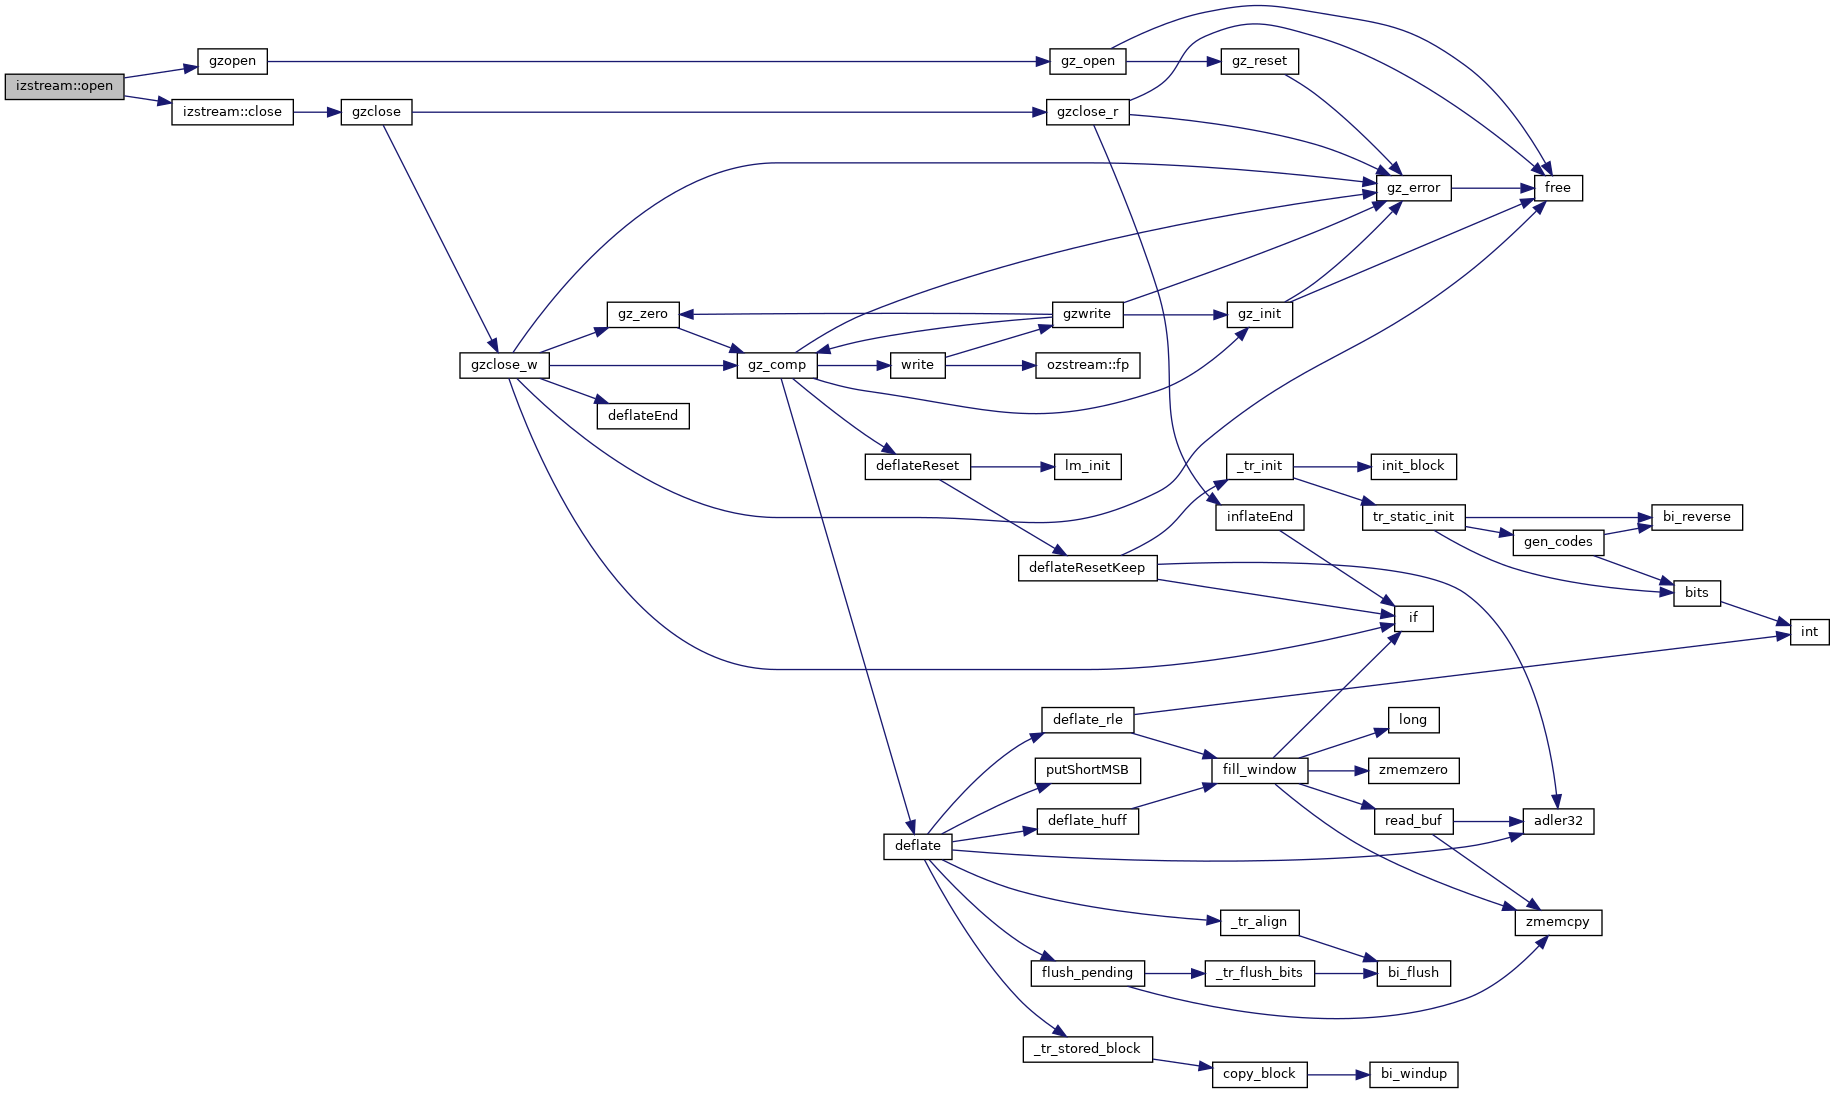 izstream::open
gzopen
izstream::close
gzclose
gz_open
gz_reset
gzclose_r
gz_error
free
gz_zero
gzwrite
gz_init
gzclose_w
gz_comp
write
ozstream::fp
deflateEnd
deflateReset
lm_init
_tr_init
init_block
inflateEnd
tr_static_init
bi_reverse
gen_codes
deflateResetKeep
bits
if
int
deflate_rle
long
putShortMSB
fill_window
zmemzero
deflate_huff
read_buf
adler32
deflate
_tr_align
zmemcpy
flush_pending
_tr_flush_bits
bi_flush
_tr_stored_block
copy_block
bi_windup